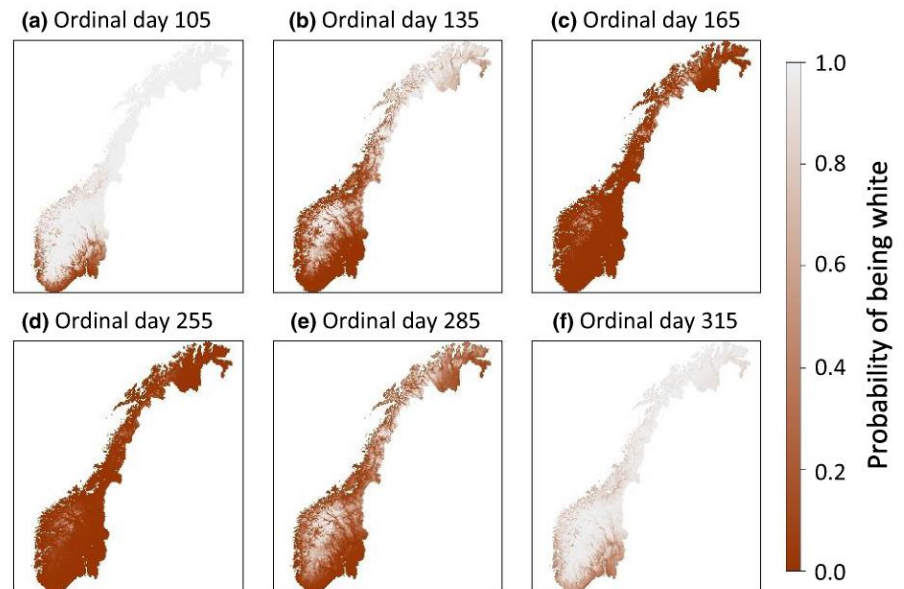 (a) Ordinal day 105
(b) Ordinal day 135
(c) Ordinal day 165
(d) Ordinal day 255
(e) Ordinal day 285
(f) Ordinal day 315
1.0
0.8
0.6
0.4
0.2
0.0
Probability of being white